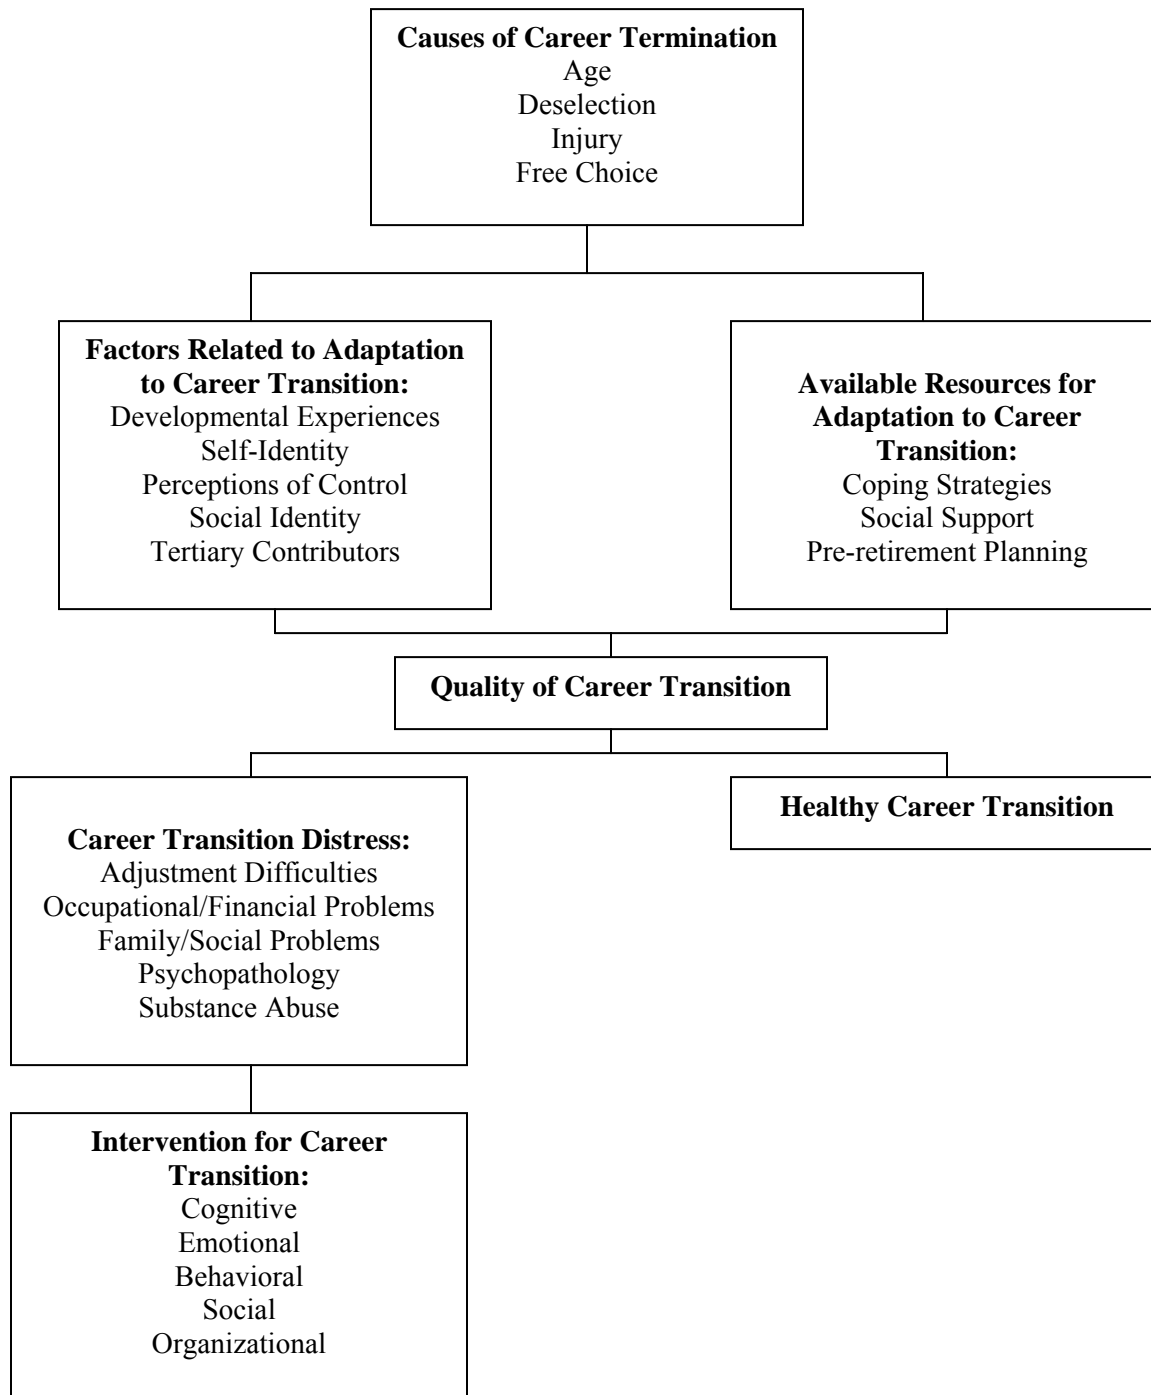 Causes of Career Termination
Age
Deselection
Injury
Free Choice
Factors Related to Adaptation
to Career Transition:
Developmental Experiences
Self-Identity
Perceptions of Control
Social Identity
Tertiary Contributors
Available Resources for
Adaptation to Career
Transition:
Coping Strategies
Social Support
Pre-retirement Planning
Quality of Career Transition
Career Transition Distress:
Adjustment Difficulties
Occupational/Financial Problems
Family/Social Problems
Psychopathology
Substance Abuse
Healthy Career Transition
Intervention for Career
Transition:
Cognitive
Emotional
Behavioral
Social
Organizational